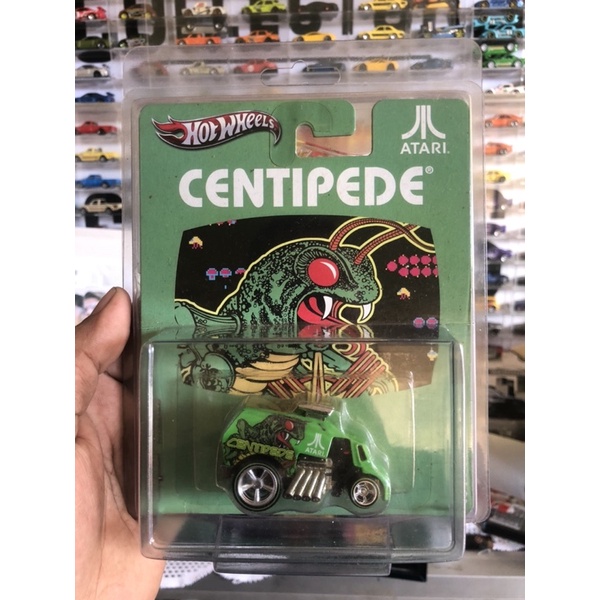 HOT WHEELS
ATARI
CENTIPEDE®
CENTIPEDE
ATARI